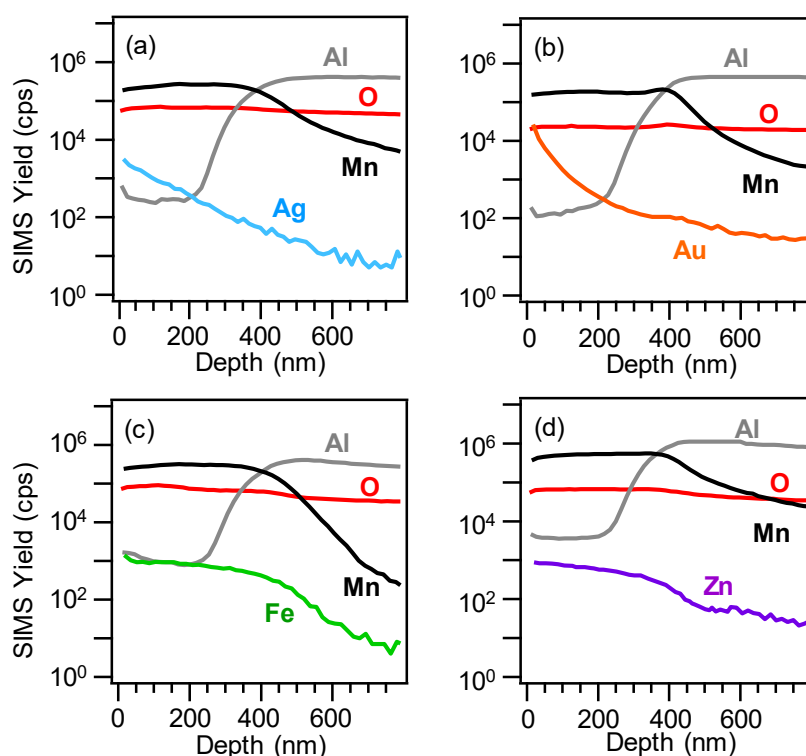 (a)
Al
O
Mn
Ag
SIMS Yield (cps)
10^6
10^4
10^2
10^0
0 200 400 600
Depth (nm)
(b)
Al
O
Mn
Au
10^6
10^4
10^2
10^0
0 200 400 600
Depth (nm)
(c)
Al
O
Mn
Fe
SIMS Yield (cps)
10^6
10^4
10^2
10^0
0 200 400 600
Depth (nm)
(d)
Al
O
Mn
Zn
10^6
10^4
10^2
10^0
0 200 400 600
Depth (nm)